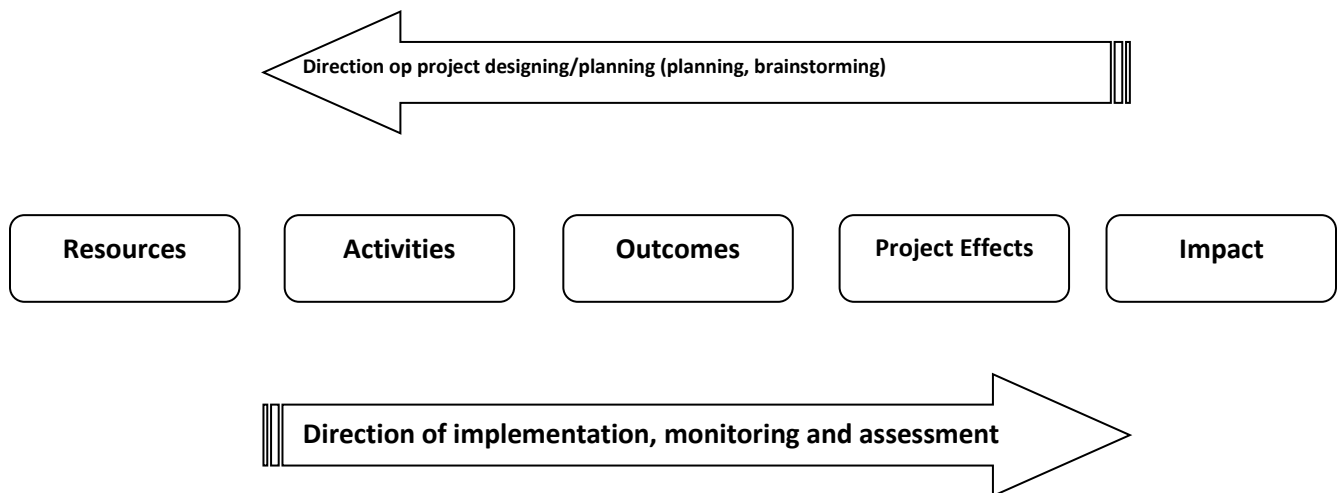 Direction op project designing/planning (planning, brainstorming)
Resources
Activities
Outcomes
Project Effects
Impact
Direction of implementation, monitoring and assessment